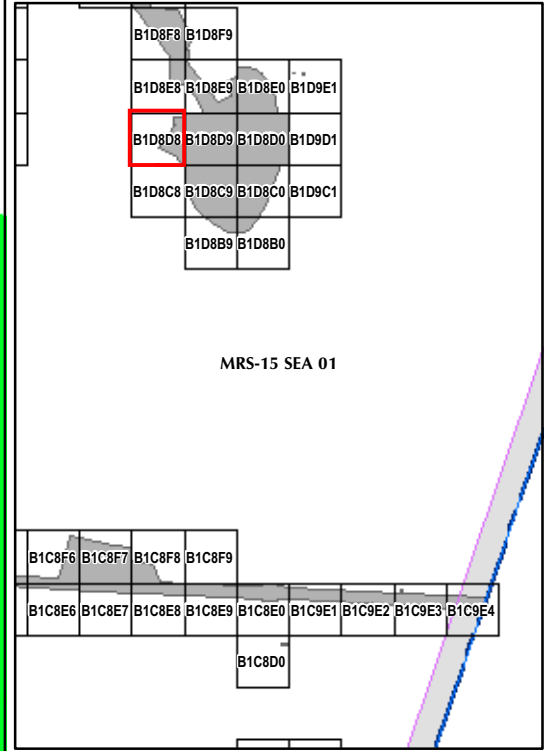 B1D8F8 B1D8F9
B1D8E8 B1D8E9 B1D8E0 B1D9E1
B1D8D8 B1D8D9 B1D8D0 B1D9D1
B1D8C8 B1D8C9 B1D8C0 B1D9C1
B1D8B9 B1D8B0
MRS-15 SEA 01
B1C8F6 B1C8F7 B1C8F8 B1C8F9
B1C8E6 B1C8E7 B1C8E8 B1C8E9 B1C8E0 B1C9E1 B1C9E2 B1C9E3 B1C9E4
B1C8D0